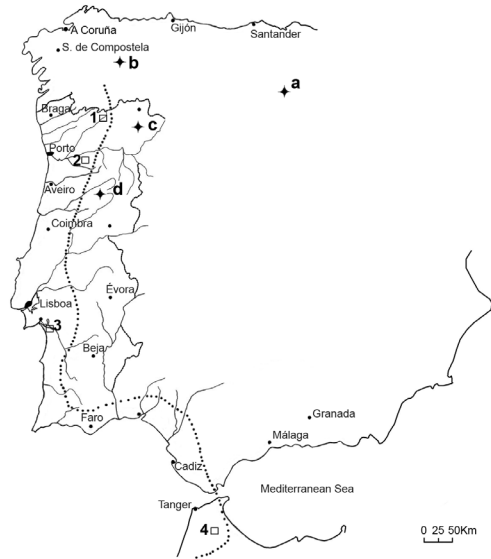 Gijón
Santander
A Coruña
S. de Compostela
b
a
Braga
1
c
Porto
2
Aveiro
d
Coimbra
Lisboa
Évora
3
Beja
Faro
Granada
Málaga
Cadiz
Mediterranean Sea
Tanger
4
0 25 50Km